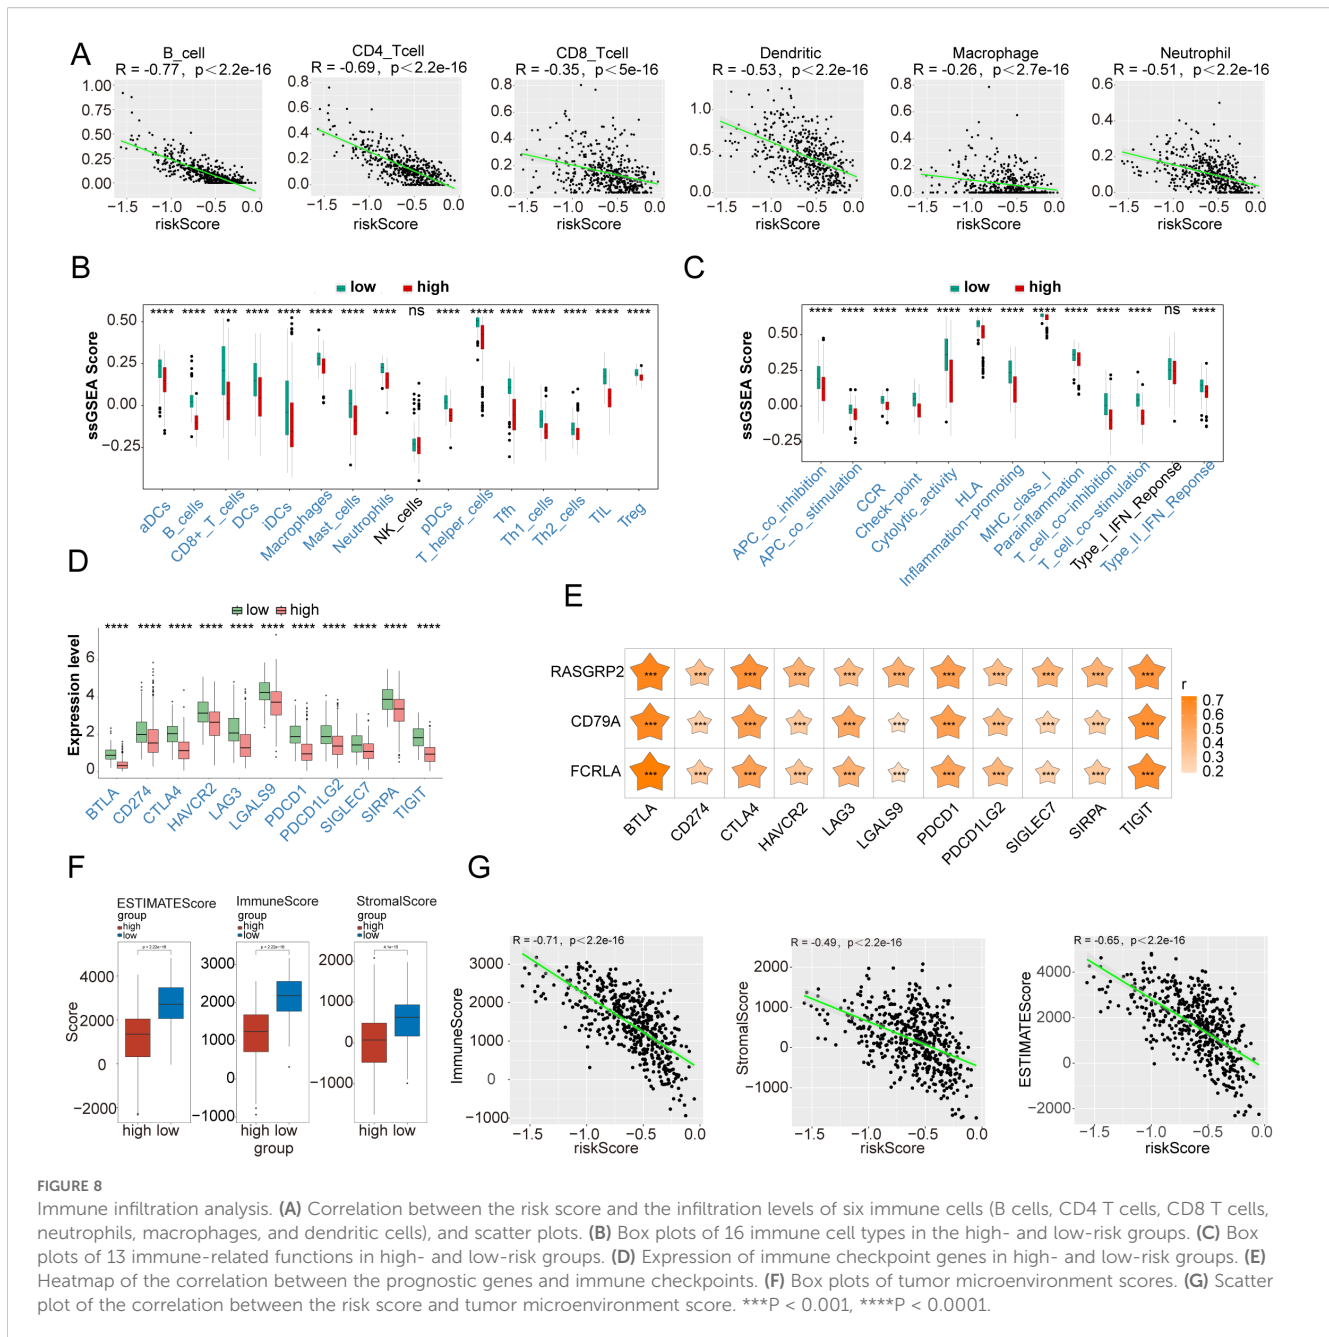 A
B_cell
R = -0.77, p<2.2e-16
CD4_Tcell
R = -0.69, p<2.2e-16
CD8_Tcell
R = -0.35, p<5e-16
Dendritic
R = -0.53, p<2.2e-16
Macrophage
R = -0.26, p<2.7e-16
Neutrophil
R = -0.51, p<2.2e-16
1.00
0.75
0.50
0.25
0.00
−1.5 −1.0 −0.5 0.0
riskScore
0.8
0.6
0.4
0.2
0.0
−1.5 −1.0 −0.5 0.0
riskScore
0.8
0.6
0.4
0.2
0.0
−1.5 −1.0 −0.5 0.0
riskScore
1.0
0.5
0.0
−1.5 −1.0 −0.5 0.0
riskScore
0.8
0.6
0.4
0.2
0.0
−1.5 −1.0 −0.5 0.0
riskScore
0.6
0.4
0.2
0.0
−1.5 −1.0 −0.5 0.0
riskScore
B
low high
ssGSEA Score
0.50
0.25
0.00
−0.25
**** **** **** **** **** **** **** **** ns **** **** **** **** **** **** ****
aDCs
B_cells
CD8+_T_cells
DCs
iDCs
Macrophages
Mast_cells
Neutrophils
NK_cells
pDCs
T_helper_cells
Tfh
Th1_cells
Th2_cells
TIL
Treg
C
low high
ssGSEA Score
0.50
0.25
0.00
−0.25
**** **** **** **** **** **** **** **** **** **** **** ns ****
APC_co_inhibition
APC_co_stimulation
CCR
Check−point
Cytolytic_activity
HLA
Inflammation−promoting
MHC_class_I
Parainflammation
T_cell_co−inhibition
T_cell_co−stimulation
Type_I_IFN_Reponse
Type_II_IFN_Reponse
D
low high
Expression level
6
4
2
0
**** **** **** **** **** **** **** **** **** **** ****
BTLA
CD274
CTLA4
HAVCR2
LAG3
LGALS9
PDCD1
PDCD1LG2
SIGLEC7
SIRPA
TIGIT
E
RASGRP2
*** *** *** *** *** *** *** *** *** *** ***
CD79A
*** *** *** *** *** *** *** *** *** *** ***
FCRLA
*** *** *** *** *** *** *** *** *** *** ***
BTLA
CD274
CTLA4
HAVCR2
LAG3
LGALS9
PDCD1
PDCD1LG2
SIGLEC7
SIRPA
TIGIT
r
0.7
0.6
0.5
0.4
0.3
0.2
F
ESTIMATEScore
group
high
low
p < 2.22e-16
Score
4000
2000
0
−2000
high low
ImmuneScore
group
high
low
p < 2.22e-16
3000
2000
1000
0
−1000
high low
group
StromalScore
group
high
low
2000
1000
0
−1000
high low
G
R = −0.71, p<2.2e−16
ImmuneScore
3000
2000
1000
0
−1000
−1.5 −1.0 −0.5 0.0
riskScore
R = −0.49, p<2.2e−16
StromalScore
2000
1000
0
−1000
−1.5 −1.0 −0.5 0.0
riskScore
R = −0.65, p<2.2e−16
ESTIMATEScore
4000
2000
0
−2000
−1.5 −1.0 −0.5 0.0
riskScore
FIGURE 8
Immune infiltration analysis. (A) Correlation between the risk score and the infiltration levels of six immune cells (B cells, CD4 T cells, CD8 T cells,
neutrophils, macrophages, and dendritic cells), and scatter plots. (B) Box plots of 16 immune cell types in the high- and low-risk groups. (C) Box
plots of 13 immune-related functions in high- and low-risk groups. (D) Expression of immune checkpoint genes in high- and low-risk groups. (E)
Heatmap of the correlation between the prognostic genes and immune checkpoints. (F) Box plots of tumor microenvironment scores. (G) Scatter
plot of the correlation between the risk score and tumor microenvironment score. ***P < 0.001, ****P < 0.0001.